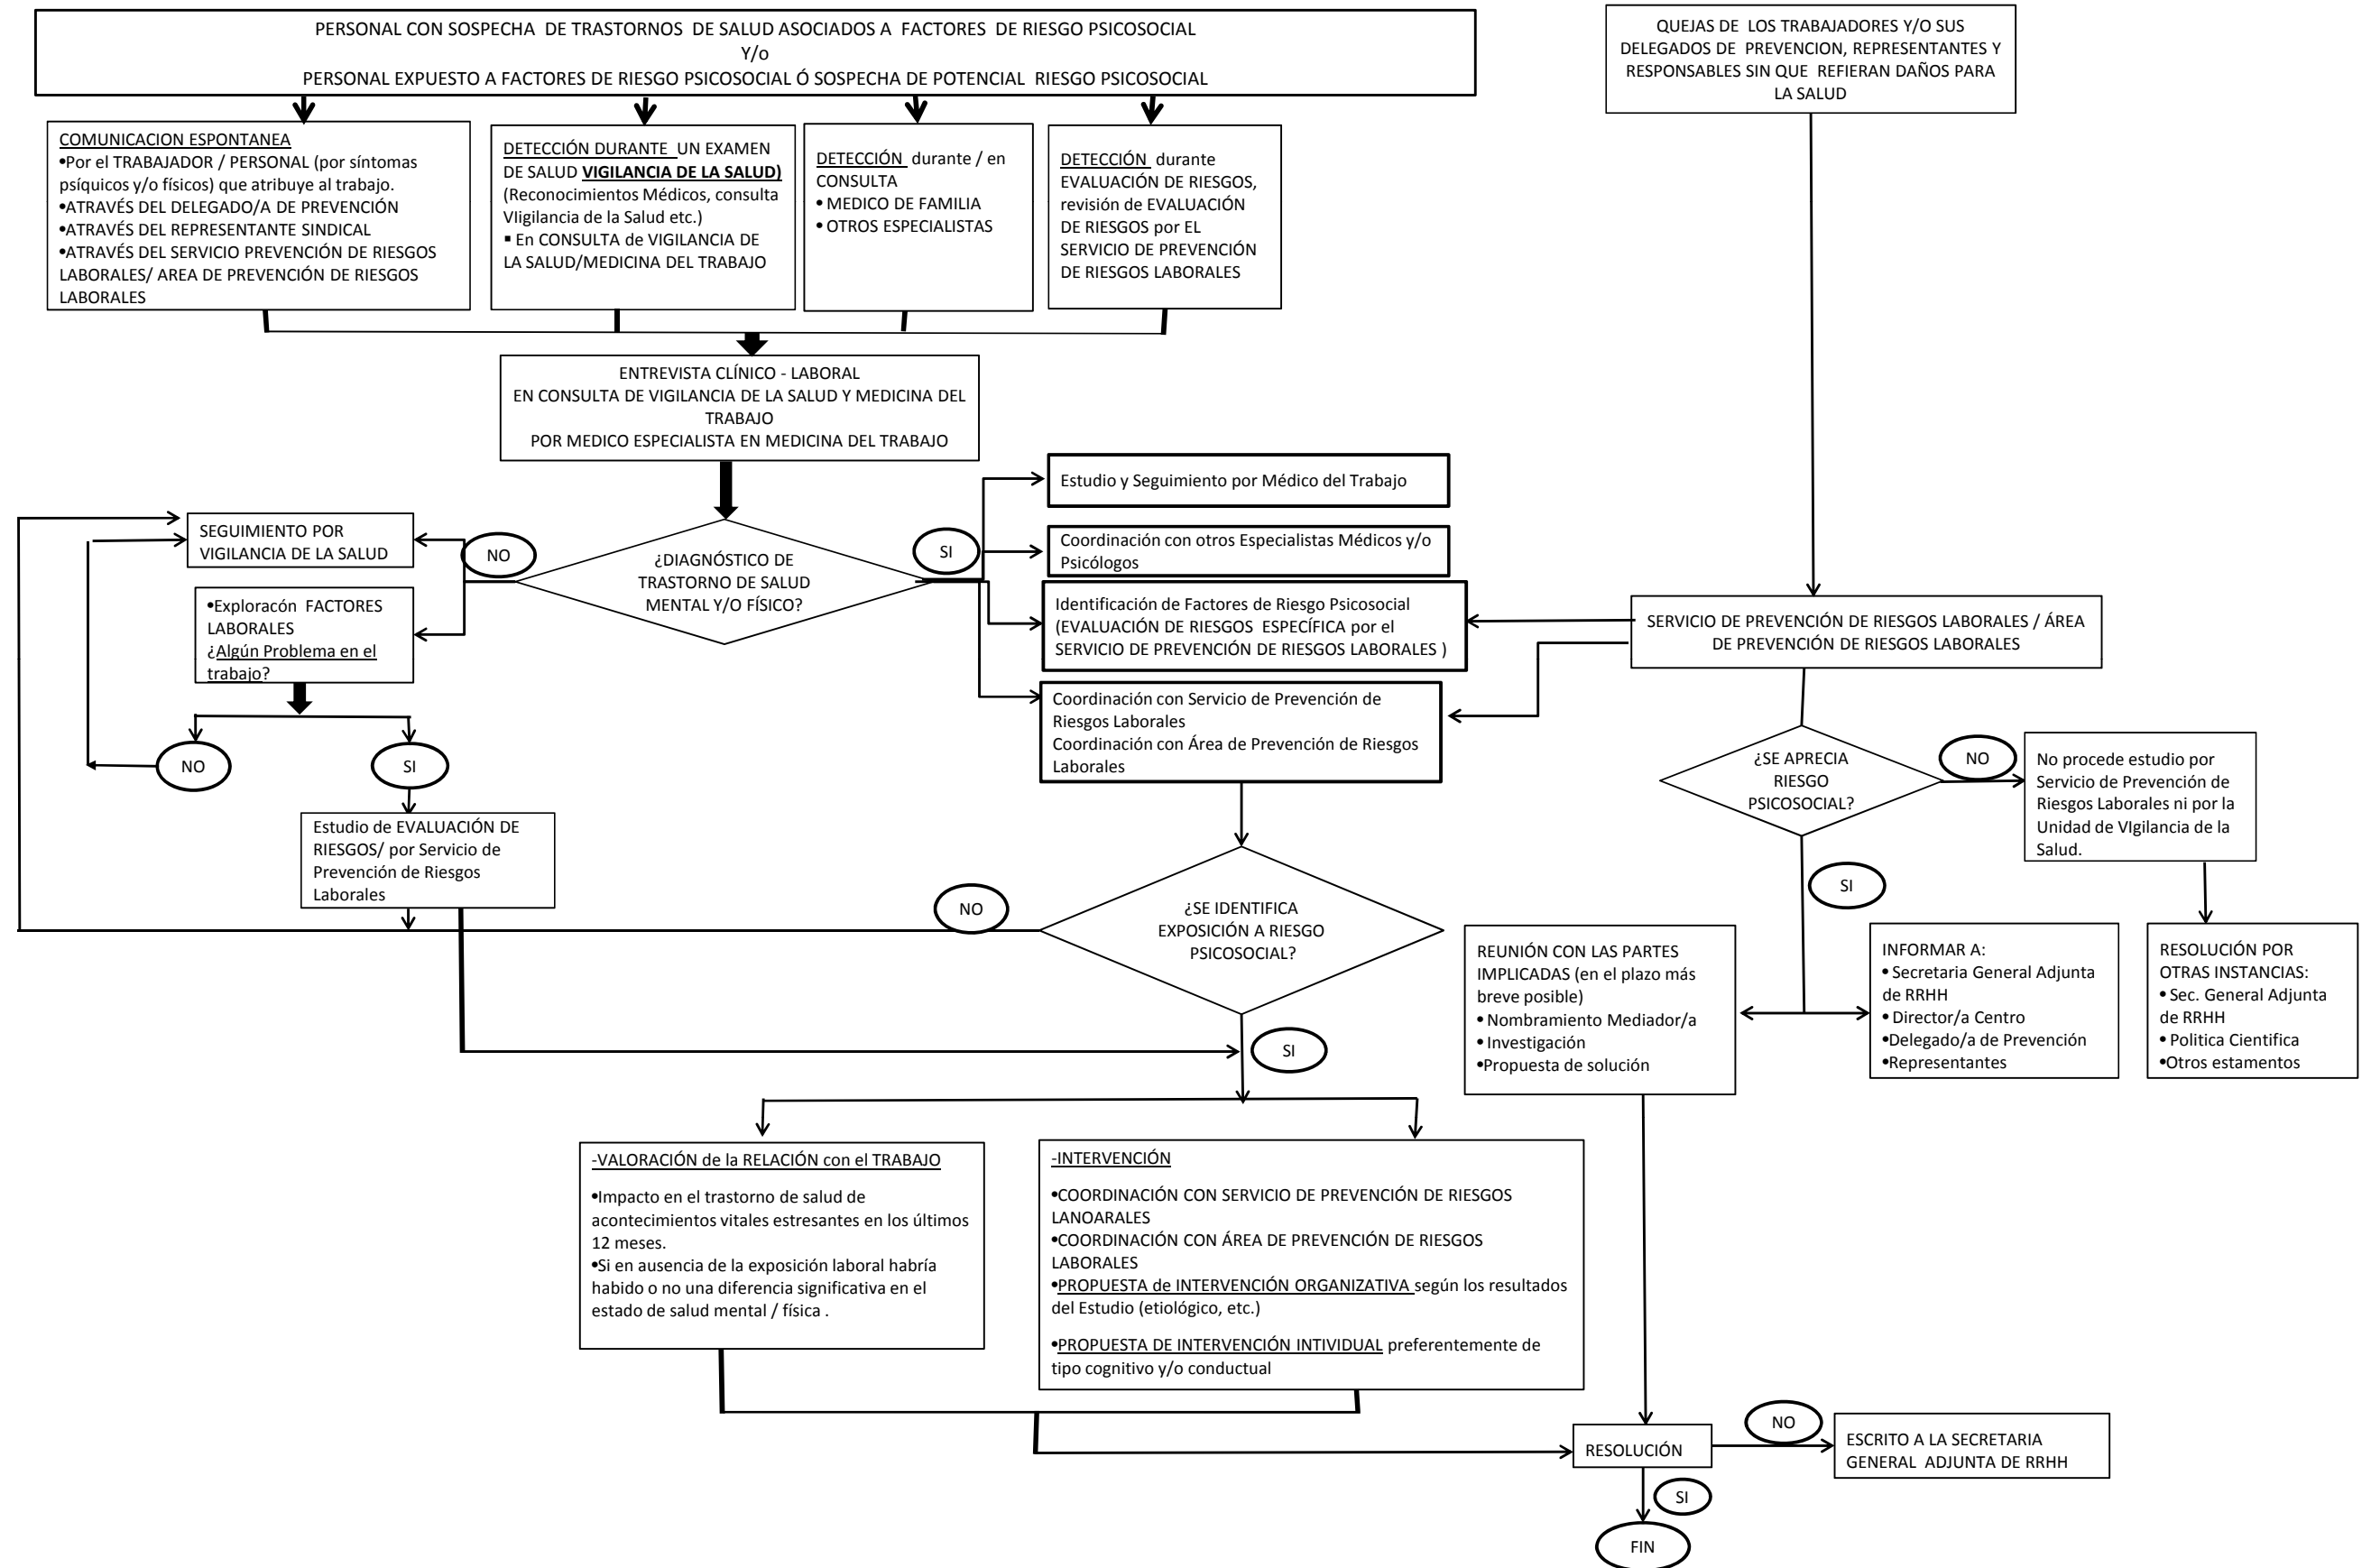 PERSONAL CON SOSPECHA DE TRASTORNOS DE SALUD ASOCIADOS A FACTORES DE RIESGO PSICOSOCIAL
Y/o
PERSONAL EXPUESTO A FACTORES DE RIESGO PSICOSOCIAL Ó SOSPECHA DE POTENCIAL RIESGO PSICOSOCIAL
QUEJAS DE LOS TRABAJADORES Y/O SUS
DELEGADOS DE PREVENCION, REPRESENTANTES Y
RESPONSABLES SIN QUE REFIERAN DAÑOS PARA
LA SALUD
COMUNICACION ESPONTANEA
•Por el TRABAJADOR / PERSONAL (por síntomas
psíquicos y/o físicos) que atribuye al trabajo.
•ATRAVÉS DEL DELEGADO/A DE PREVENCIÓN
•ATRAVÉS DEL REPRESENTANTE SINDICAL
•ATRAVÉS DEL SERVICIO PREVENCIÓN DE RIESGOS
LABORALES/ AREA DE PREVENCIÓN DE RIESGOS
LABORALES
DETECCIÓN DURANTE UN EXAMEN
DE SALUD VIGILANCIA DE LA SALUD)
(Reconocimientos Médicos, consulta
VIigilancia de la Salud etc.)
▪ En CONSULTA de VIGILANCIA DE
LA SALUD/MEDICINA DEL TRABAJO
DETECCIÓN durante / en
CONSULTA
• MEDICO DE FAMILIA
• OTROS ESPECIALISTAS
DETECCIÓN durante
EVALUACIÓN DE RIESGOS,
revisión de EVALUACIÓN
DE RIESGOS por EL
SERVICIO DE PREVENCIÓN
DE RIESGOS LABORALES
ENTREVISTA CLÍNICO - LABORAL
EN CONSULTA DE VIGILANCIA DE LA SALUD Y MEDICINA DEL
TRABAJO
POR MEDICO ESPECIALISTA EN MEDICINA DEL TRABAJO
SEGUIMIENTO POR
VIGILANCIA DE LA SALUD
NO
¿DIAGNÓSTICO DE
TRASTORNO DE SALUD
MENTAL Y/O FÍSICO?
SI
Estudio y Seguimiento por Médico del Trabajo
Coordinación con otros Especialistas Médicos y/o
Psicólogos
Identificación de Factores de Riesgo Psicosocial
(EVALUACIÓN DE RIESGOS ESPECÍFICA por el
SERVICIO DE PREVENCIÓN DE RIESGOS LABORALES )
Coordinación con Servicio de Prevención de
Riesgos Laborales
Coordinación con Área de Prevención de Riesgos
Laborales
SERVICIO DE PREVENCIÓN DE RIESGOS LABORALES / ÁREA
DE PREVENCIÓN DE RIESGOS LABORALES
•Exploracón FACTORES
LABORALES
¿Algún Problema en el
trabajo?
NO
SI
¿SE APRECIA
RIESGO
PSICOSOCIAL?
NO
No procede estudio por
Servicio de Prevención de
Riesgos Laborales ni por la
Unidad de VIgilancia de la
Salud.
Estudio de EVALUACIÓN DE
RIESGOS/ por Servicio de
Prevención de Riesgos
Laborales
SI
NO
¿SE IDENTIFICA
EXPOSICIÓN A RIESGO
PSICOSOCIAL?
REUNIÓN CON LAS PARTES
IMPLICADAS (en el plazo más
breve posible)
• Nombramiento Mediador/a
• Investigación
•Propuesta de solución
INFORMAR A:
• Secretaria General Adjunta
de RRHH
• Director/a Centro
•Delegado/a de Prevención
•Representantes
RESOLUCIÓN POR
OTRAS INSTANCIAS:
• Sec. General Adjunta
de RRHH
• Politica Cientifica
•Otros estamentos
SI
-VALORACIÓN de la RELACIÓN con el TRABAJO
•Impacto en el trastorno de salud de
acontecimientos vitales estresantes en los últimos
12 meses.
•Si en ausencia de la exposición laboral habría
habido o no una diferencia significativa en el
estado de salud mental / física .
-INTERVENCIÓN
•COORDINACIÓN CON SERVICIO DE PREVENCIÓN DE RIESGOS
LANOARALES
•COORDINACIÓN CON ÁREA DE PREVENCIÓN DE RIESGOS
LABORALES
•PROPUESTA de INTERVENCIÓN ORGANIZATIVA según los resultados
del Estudio (etiológico, etc.)
•PROPUESTA DE INTERVENCIÓN INTIVIDUAL preferentemente de
tipo cognitivo y/o conductual
RESOLUCIÓN
NO
ESCRITO A LA SECRETARIA
GENERAL ADJUNTA DE RRHH
SI
FIN